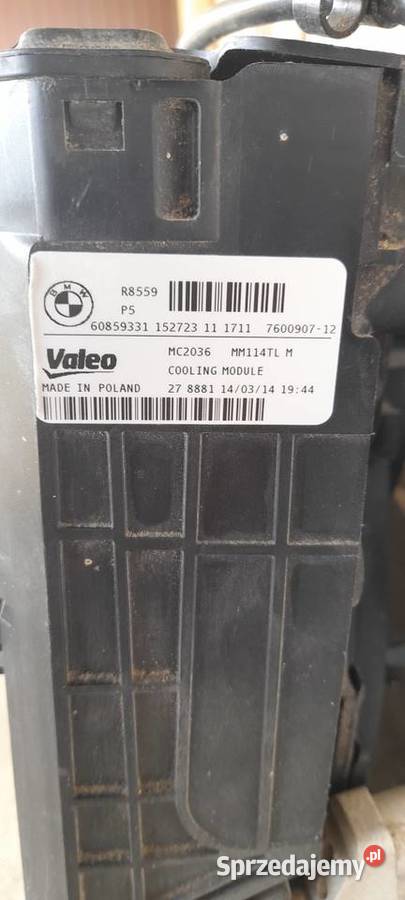 BMW
R8559
P5
60859331 152723 11 1711 7600907-12
Valeo
MC2036 MM114TL M
COOLING MODULE
MADE IN POLAND
27 8881 14/03/14 19:44
Sprzedajemy.pl